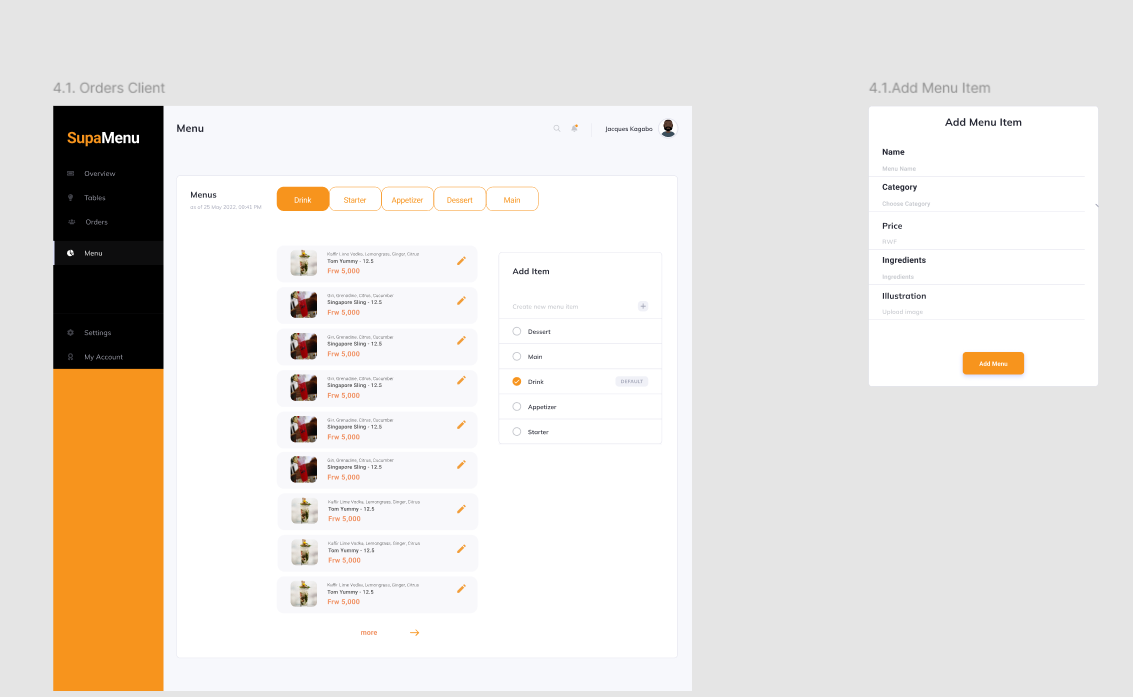 4.1. Orders Client
SupaMenu
Overview
Tables
Orders
Menu
Settings
My Account
Menu
Jacques Kagabo
Menus
as of 25 May 2022, 09:41 PM
Drink
Starter
Appetizer
Dessert
Main
Kaffir Lime Vodka, Lemongrass, Ginger, Citrus
Tom Yummy - 12.5
Frw 5,000
Gin, Grenadine, Citrus, Cucumber
Singapore Sling - 12.5
Frw 5,000
Gin, Grenadine, Citrus, Cucumber
Singapore Sling - 12.5
Frw 5,000
Gin, Grenadine, Citrus, Cucumber
Singapore Sling - 12.5
Frw 5,000
Gin, Grenadine, Citrus, Cucumber
Singapore Sling - 12.5
Frw 5,000
Gin, Grenadine, Citrus, Cucumber
Singapore Sling - 12.5
Frw 5,000
Kaffir Lime Vodka, Lemongrass, Ginger, Citrus
Tom Yummy - 12.5
Frw 5,000
Kaffir Lime Vodka, Lemongrass, Ginger, Citrus
Tom Yummy - 12.5
Frw 5,000
Kaffir Lime Vodka, Lemongrass, Ginger, Citrus
Tom Yummy - 12.5
Frw 5,000
more
Add Item
Create new menu item
Dessert
Main
Drink
DEFAULT
Appetizer
Starter
4.1.Add Menu Item
Add Menu Item
Name
Menu Name
Category
Choose Category
Price
RWF
Ingredients
Ingredients
Illustration
Upload image
Add Menu